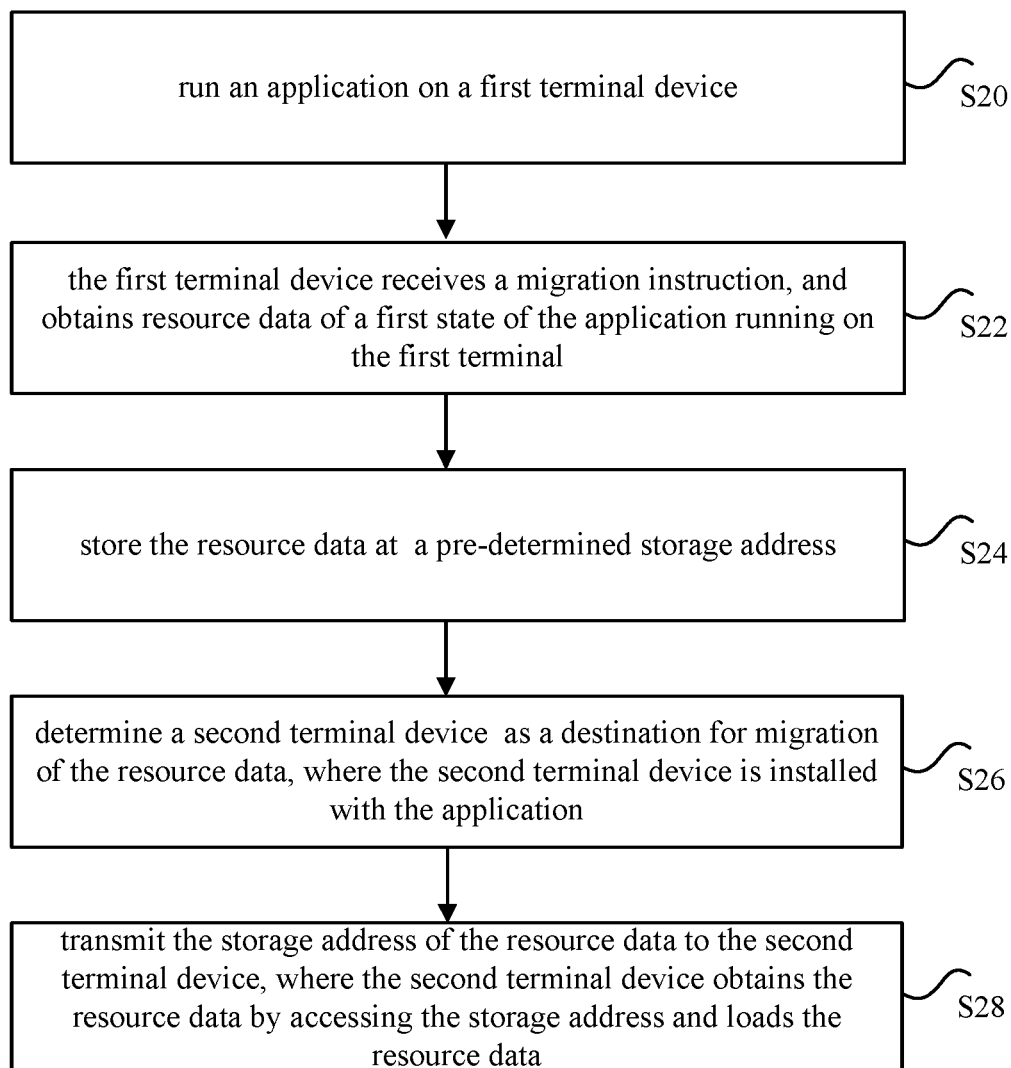 run an application on a first terminal device
S20
the first terminal device receives a migration instruction, and
obtains resource data of a first state of the application running on
the first terminal
S22
store the resource data at a pre-determined storage address
S24
determine a second terminal device as a destination for migration
of the resource data, where the second terminal device is installed
with the application
S26
transmit the storage address of the resource data to the second
terminal device, where the second terminal device obtains the
resource data by accessing the storage address and loads the
resource data
S28